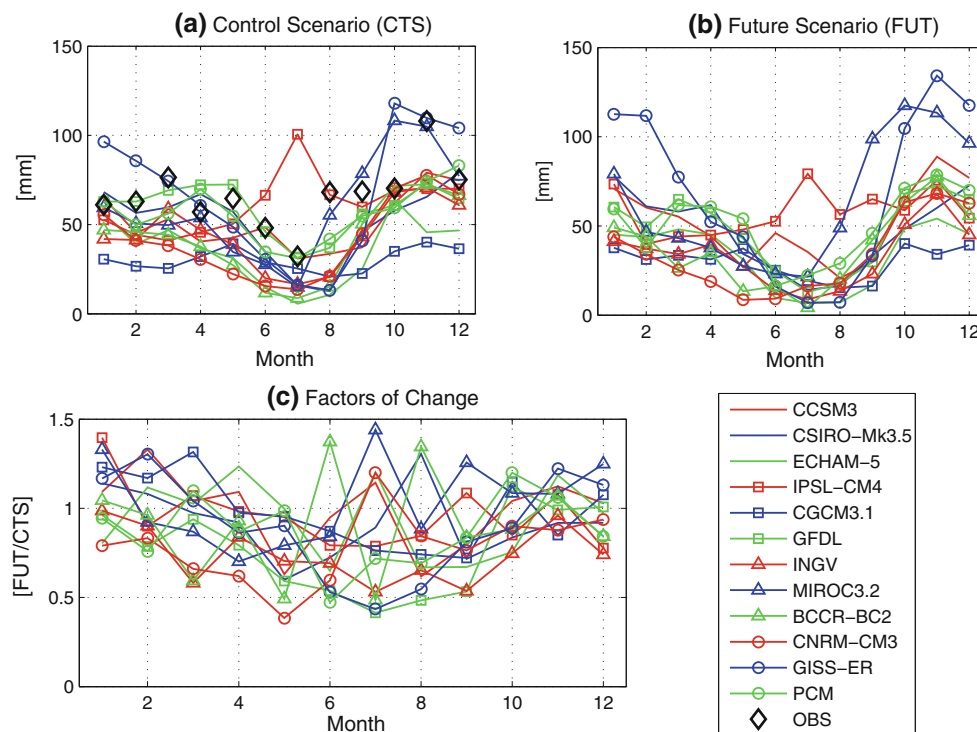 (a) Control Scenario (CTS)
150
100
50
0
[mm]
2 4 6 8 10 12
Month
(b) Future Scenario (FUT)
150
100
50
0
[mm]
2 4 6 8 10 12
Month
(c) Factors of Change
1.5
1
0.5
0
[FUT/CTS]
2 4 6 8 10 12
Month
CCSM3
CSIRO-Mk3.5
ECHAM-5
IPSL-CM4
CGCM3.1
GFDL
INGV
MIROC3.2
BCCR-BC2
CNRM-CM3
GISS-ER
PCM
OBS